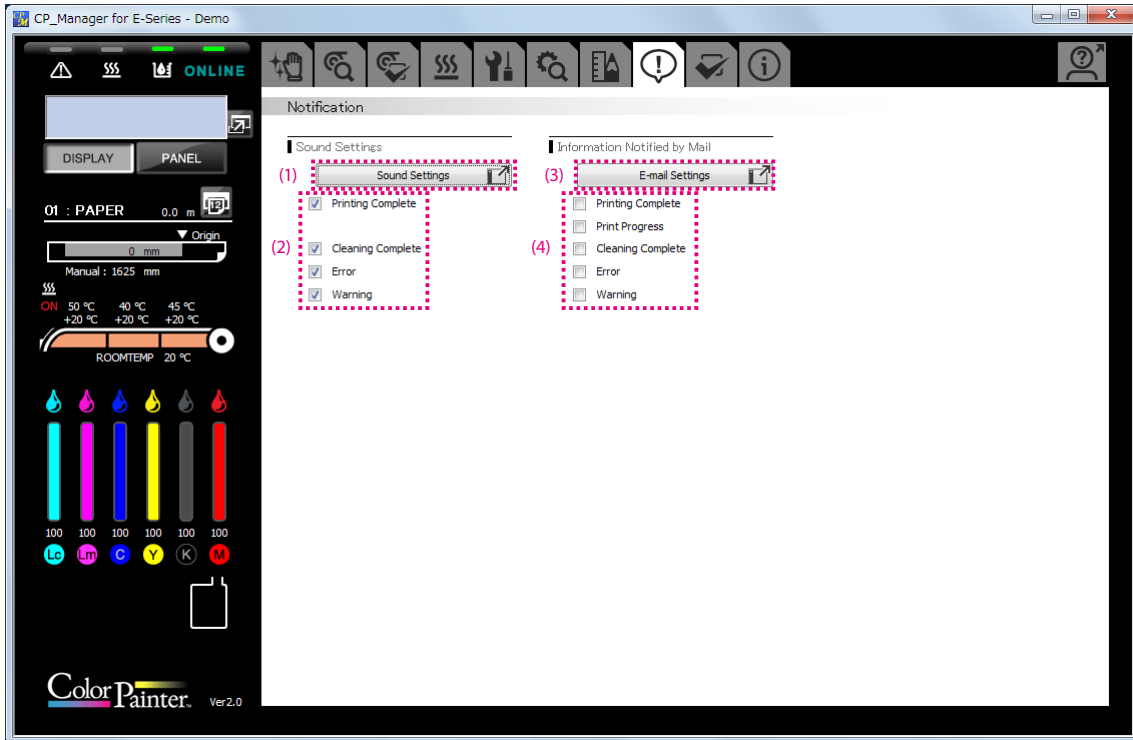 CP_Manager for E-Series - Demo
ONLINE
DISPLAY PANEL
01 : PAPER 0.0 m 12
▼ Origin
0 mm
Manual : 1625 mm
ON 50 ℃ 40 ℃ 45 ℃
+20 ℃ +20 ℃ +20 ℃
ROOMTEMP 20 ℃
100 100 100 100 100 100
Lc Lm C Y K M
Color Painter. Ver2.0
Notification
Sound Settings
(1) Sound Settings
(2)
Printing Complete
Cleaning Complete
Error
Warning
Information Notified by Mail
(3) E-mail Settings
(4)
Printing Complete
Print Progress
Cleaning Complete
Error
Warning